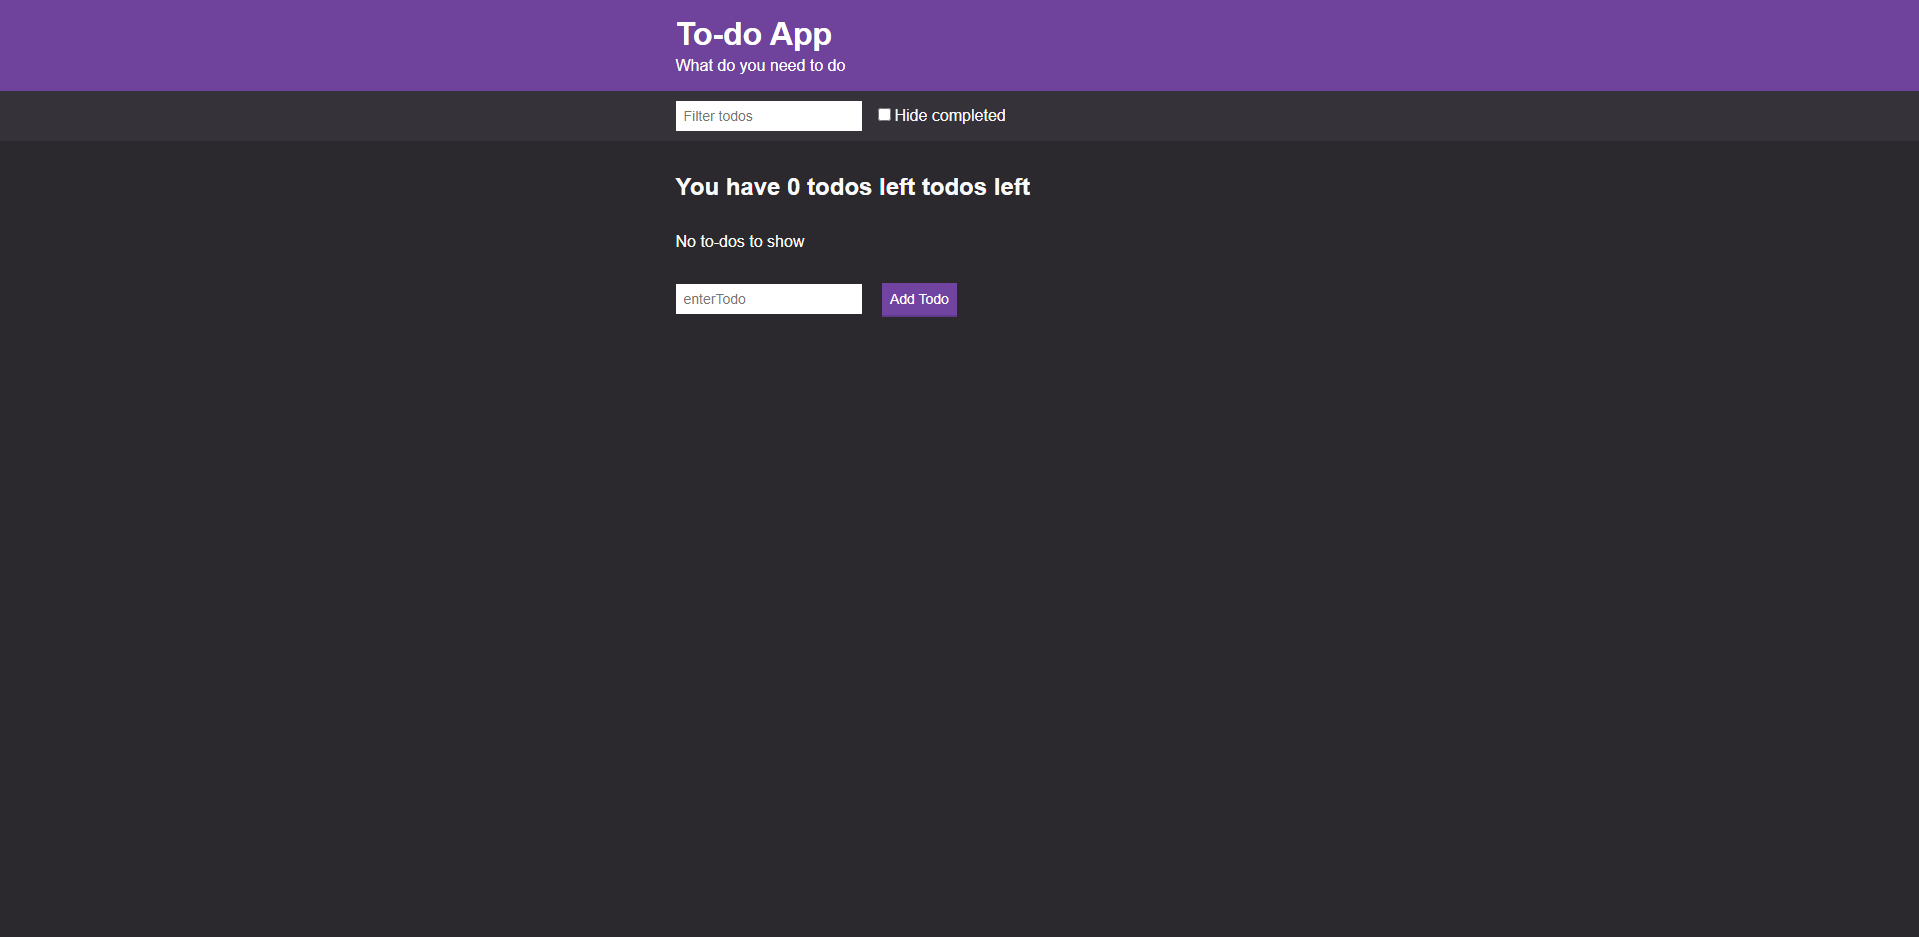 To-do App
What do you need to do
Filter todos Hide completed
You have 0 todos left todos left
No to-dos to show
enterTodo Add Todo